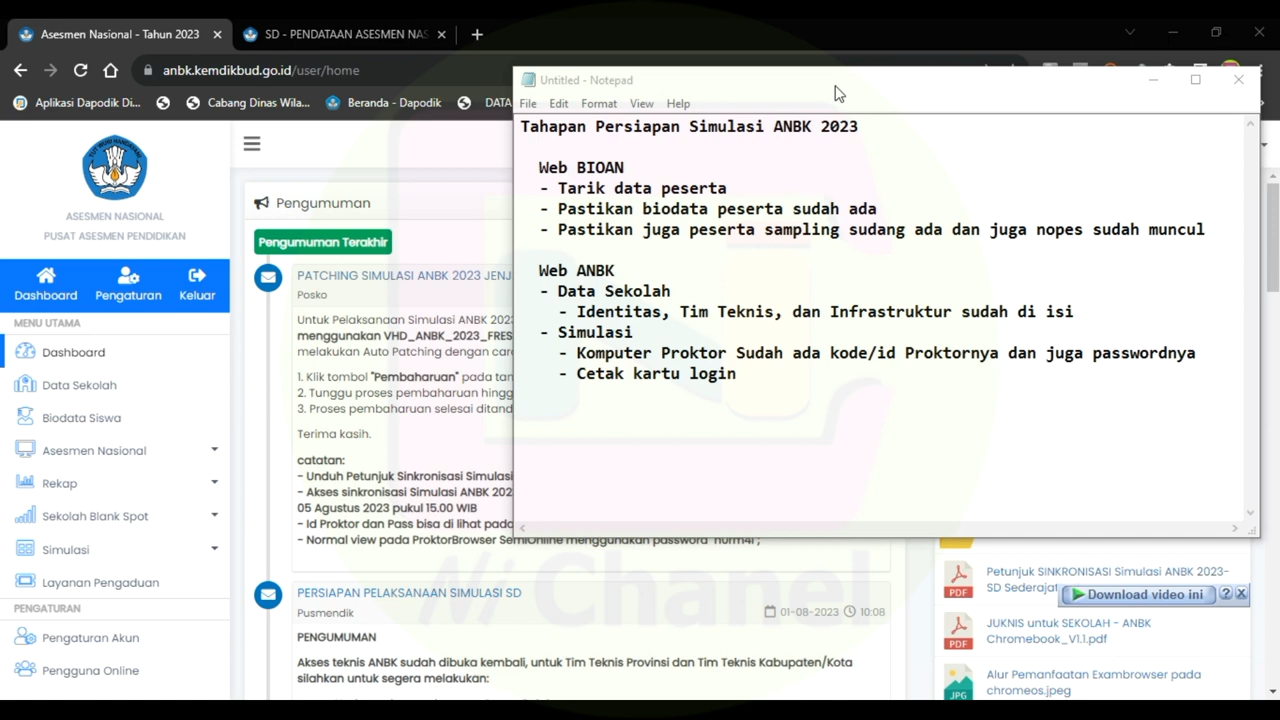 Asesmen Nasional - Tahun 2023
SD - PENDATAAN ASESMEN NAS
anbk.kemdikbud.go.id/user/home
Aplikasi Dapodik Di...
Cabang Dinas Wila...
Beranda - Dapodik
DATA
ASESMEN NASIONAL
PUSAT ASESMEN PENDIDIKAN
Dashboard
Pengaturan
Keluar
MENU UTAMA
Dashboard
Data Sekolah
Biodata Siswa
Asesmen Nasional
Rekap
Sekolah Blank Spot
Simulasi
Layanan Pengaduan
PENGATURAN
Pengaturan Akun
Pengguna Online
Pengumuman
Pengumuman Terakhir
PATCHING SIMULASI ANBK 2023 JENJ
Posko
Untuk Pelaksanaan Simulasi ANBK 202
menggunakan VHD_ANBK_2023_FRES
melakukan Auto Patching dengan car
1. Klik tombol "Pembaharuan" pada tan
2. Tunggu proses pembaharuan hingg
3. Proses pembaharuan selesai ditand
Terima kasih.
catatan:
- Unduh Petunjuk Sinkronisasi Simulasi
- Akses sinkronisasi Simulasi ANBK 202
05 Agustus 2023 pukul 15.00 WIB
- Id Proktor dan Pass bisa di lihat pada
- Normal view pada ProktorBrowser SemiOnline menggunakan password 'n0rm4l';
PERSIAPAN PELAKSANAAN SIMULASI SD
Pusmendik
01-08-2023 10:08
PENGUMUMAN
Akses teknis ANBK sudah dibuka kembali, untuk Tim Teknis Provinsi dan Tim Teknis Kabupaten/Kota
silahkan untuk segera melakukan:
Untitled - Notepad
File Edit Format View Help
Tahapan Persiapan Simulasi ANBK 2023
Web BIOAN
- Tarik data peserta
- Pastikan biodata peserta sudah ada
- Pastikan juga peserta sampling sudang ada dan juga nopes sudah muncul
Web ANBK
- Data Sekolah
- Identitas, Tim Teknis, dan Infrastruktur sudah di isi
- Simulasi
- Komputer Proktor Sudah ada kode/id Proktornya dan juga passwordnya
- Cetak kartu login
Ni Chanel
PDF
Petunjuk SINKRONISASI Simulasi ANBK 2023-
SD Sederajat
Download video ini
PDF
JUKNIS untuk SEKOLAH - ANBK
Chromebook_V1.1.pdf
JPG
Alur Pemanfaatan Exambrowser pada
chromeos.jpeg